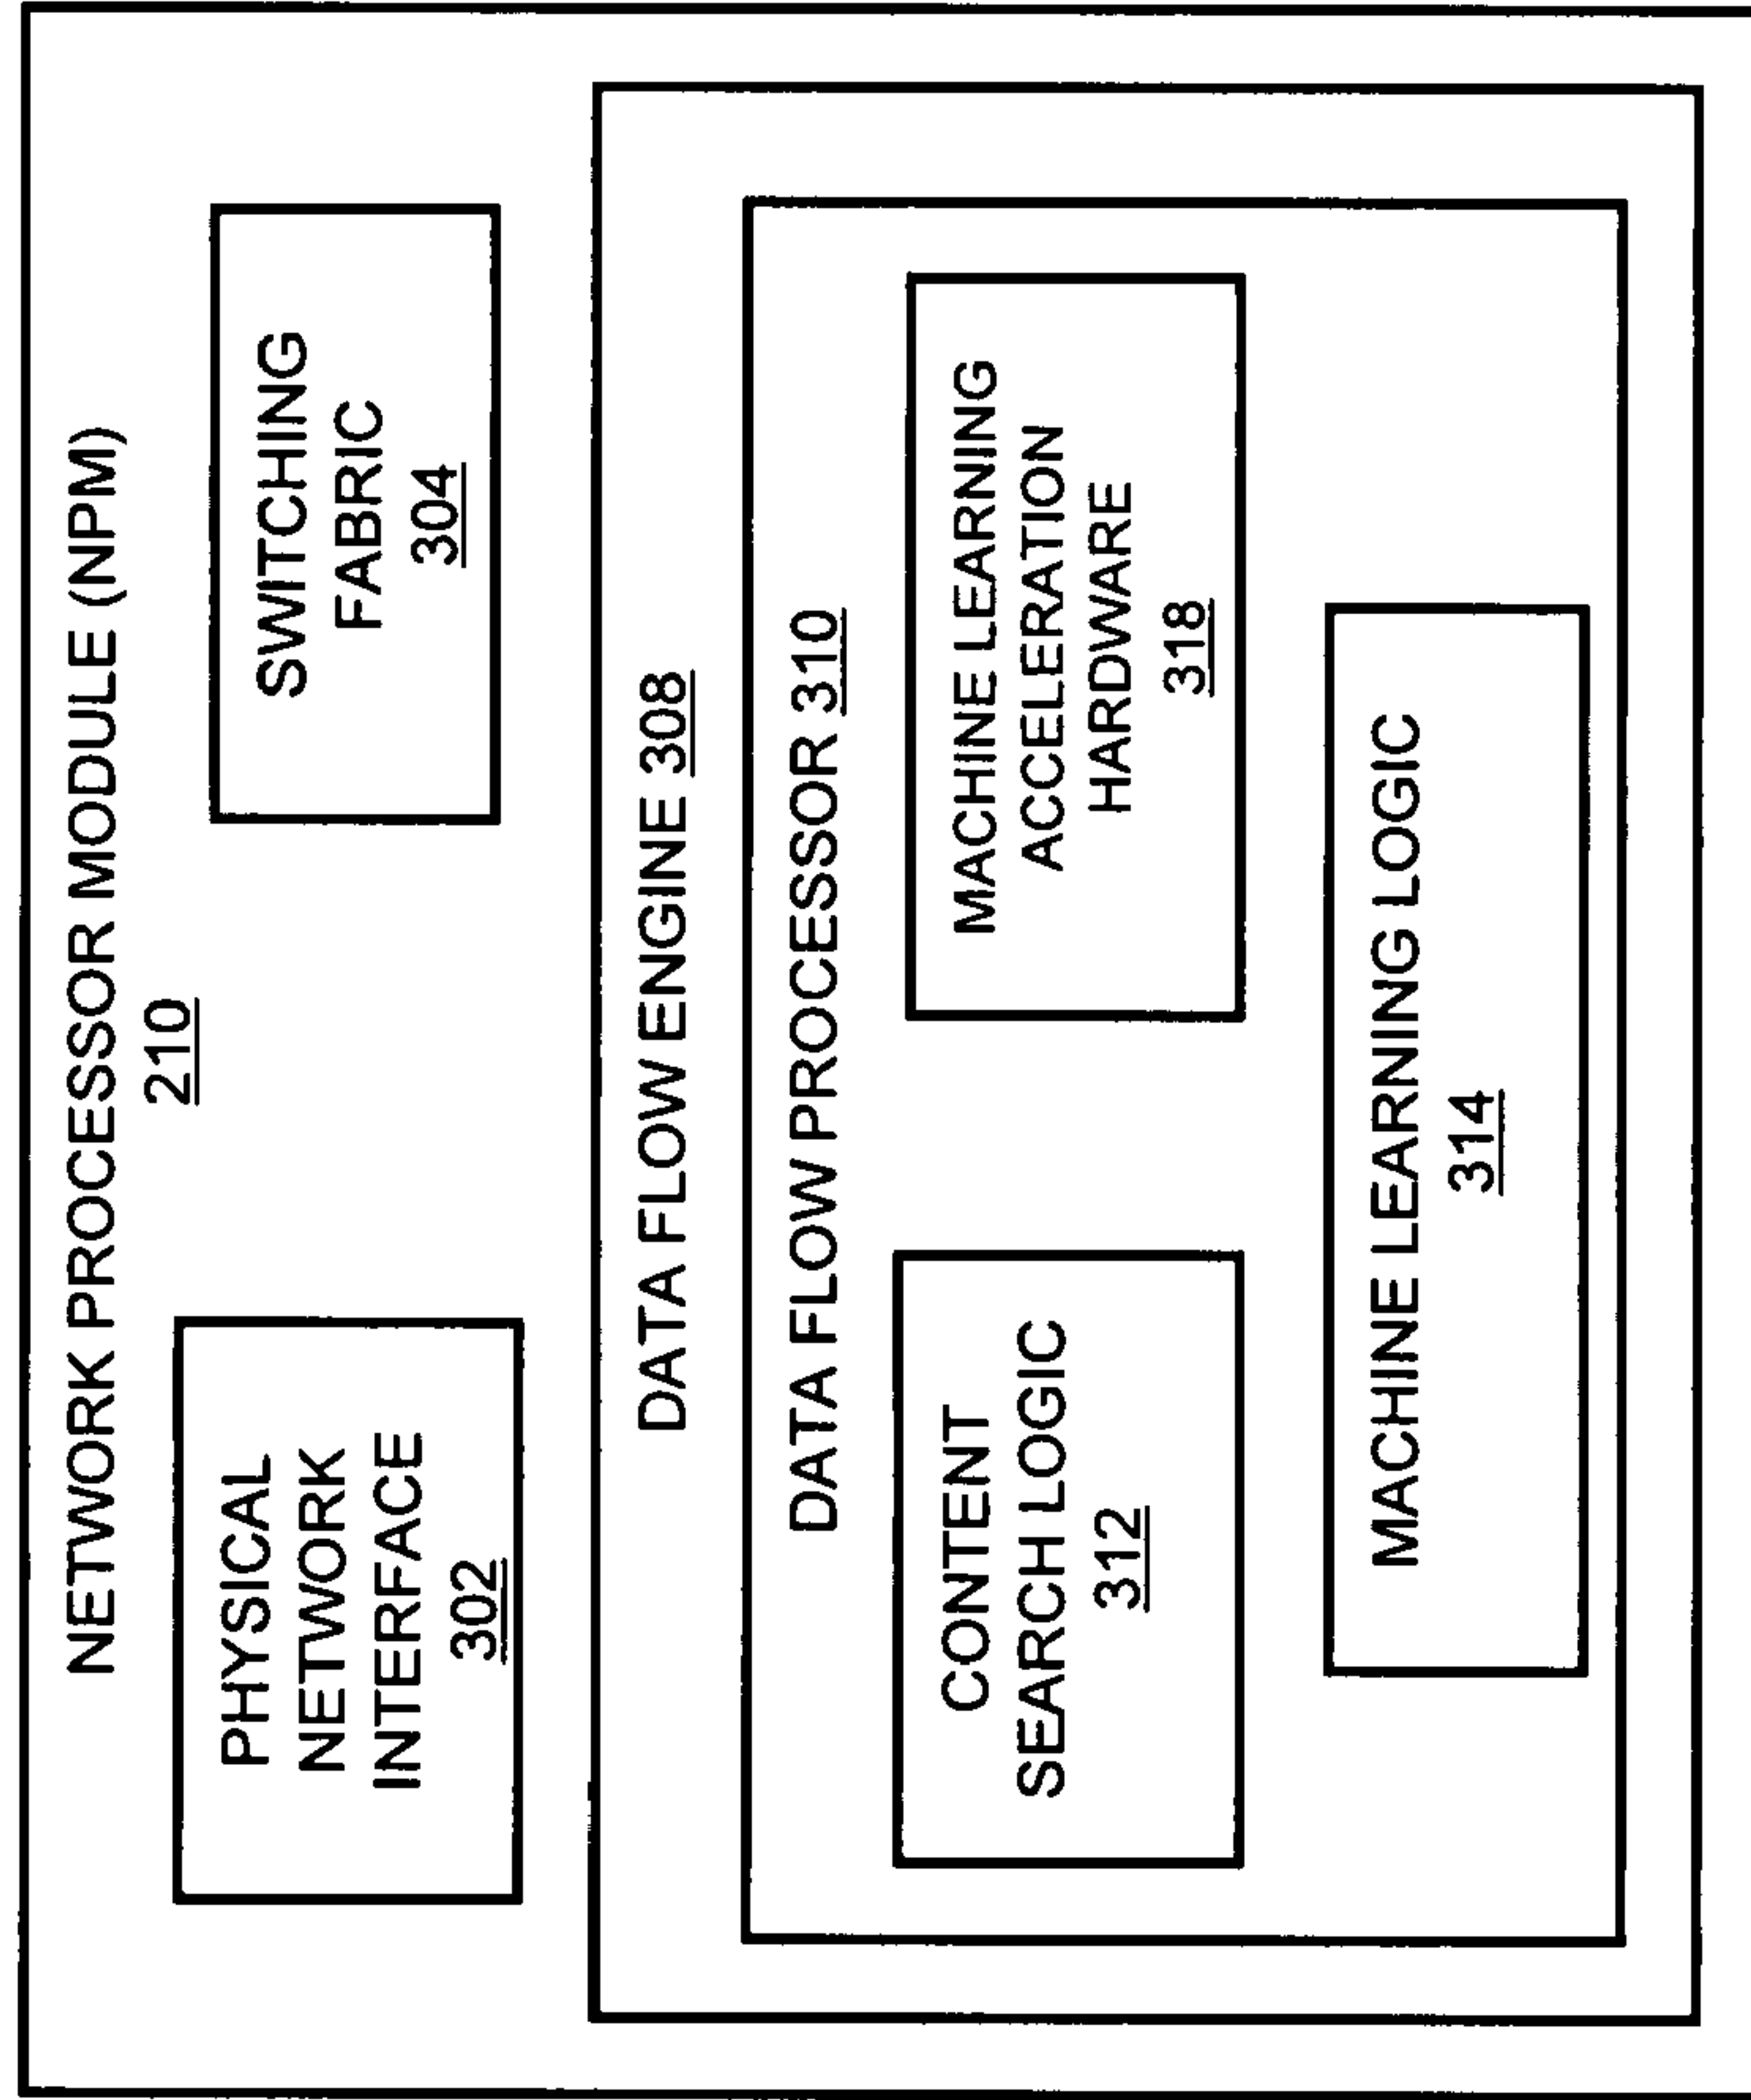 NETWORK PROCESSOR MODULE (NPM)
210
PHYSICAL
NETWORK
INTERFACE
302
SWITCHING
FABRIC
304
DATA FLOW ENGINE 308
DATA FLOW PROCESSOR 310
CONTENT
SEARCH LOGIC
312
MACHINE LEARNING
ACCELERATION
HARDWARE
318
MACHINE LEARNING LOGIC
314